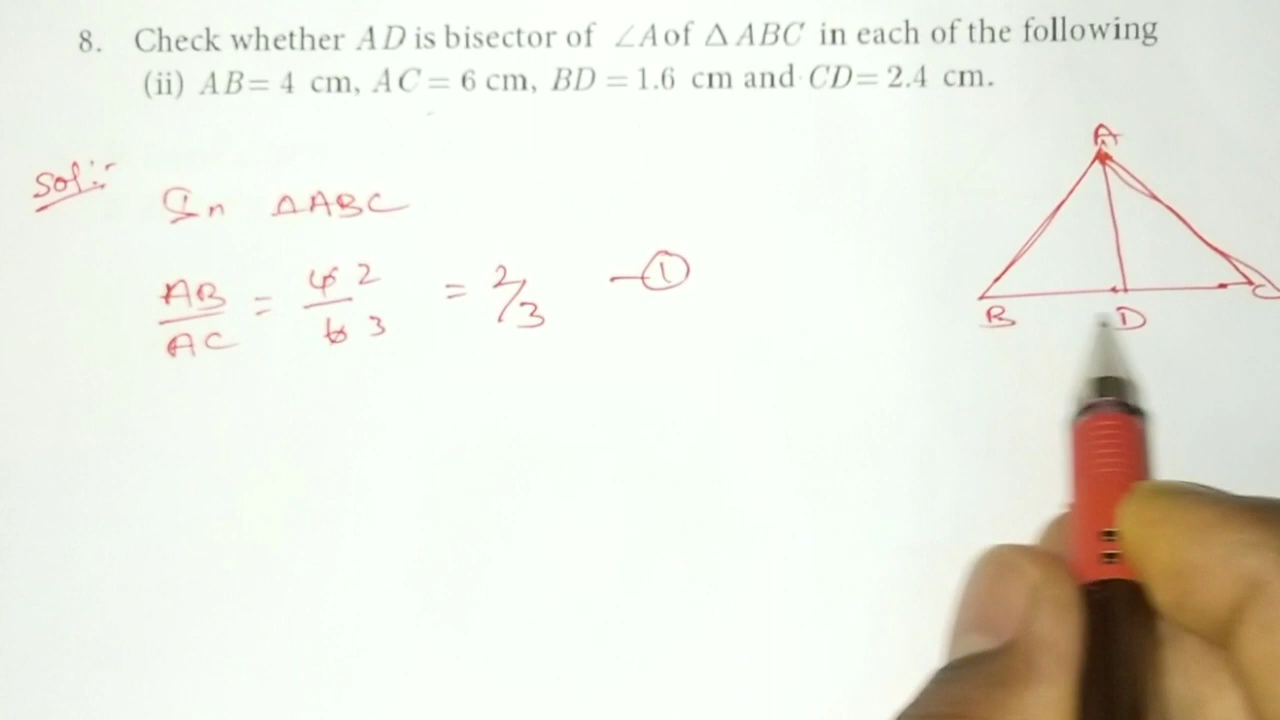 8. Check whether AD is bisector of ∠A of △ABC in each of the following
(ii) AB= 4 cm, AC= 6 cm, BD = 1.6 cm and CD= 2.4 cm.
Sol:-
In △ABC
AB/AC = 4 2/6 3 = 2/3 —①
A
B D C